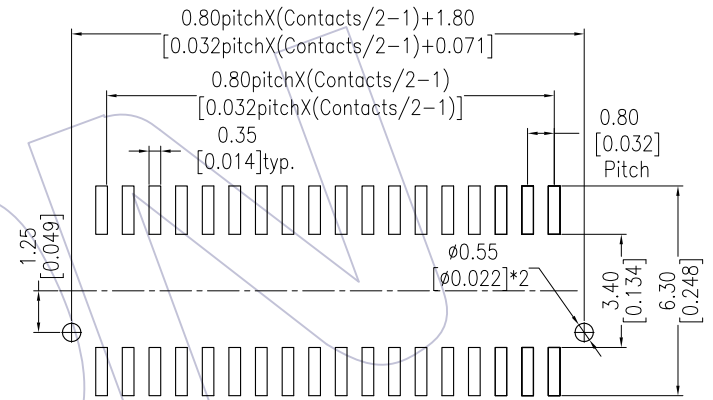 0.80pitchX(Contacts/2-1)+1.80
[0.032pitchX(Contacts/2-1)+0.071]
0.80pitchX(Contacts/2-1)
[0.032pitchX(Contacts/2-1)]
0.35
[0.014]typ.
0.80
[0.032]
Pitch
1.25
[0.049]
ø0.55
[ø0.022]*2
3.40
[0.134]
6.30
[0.248]